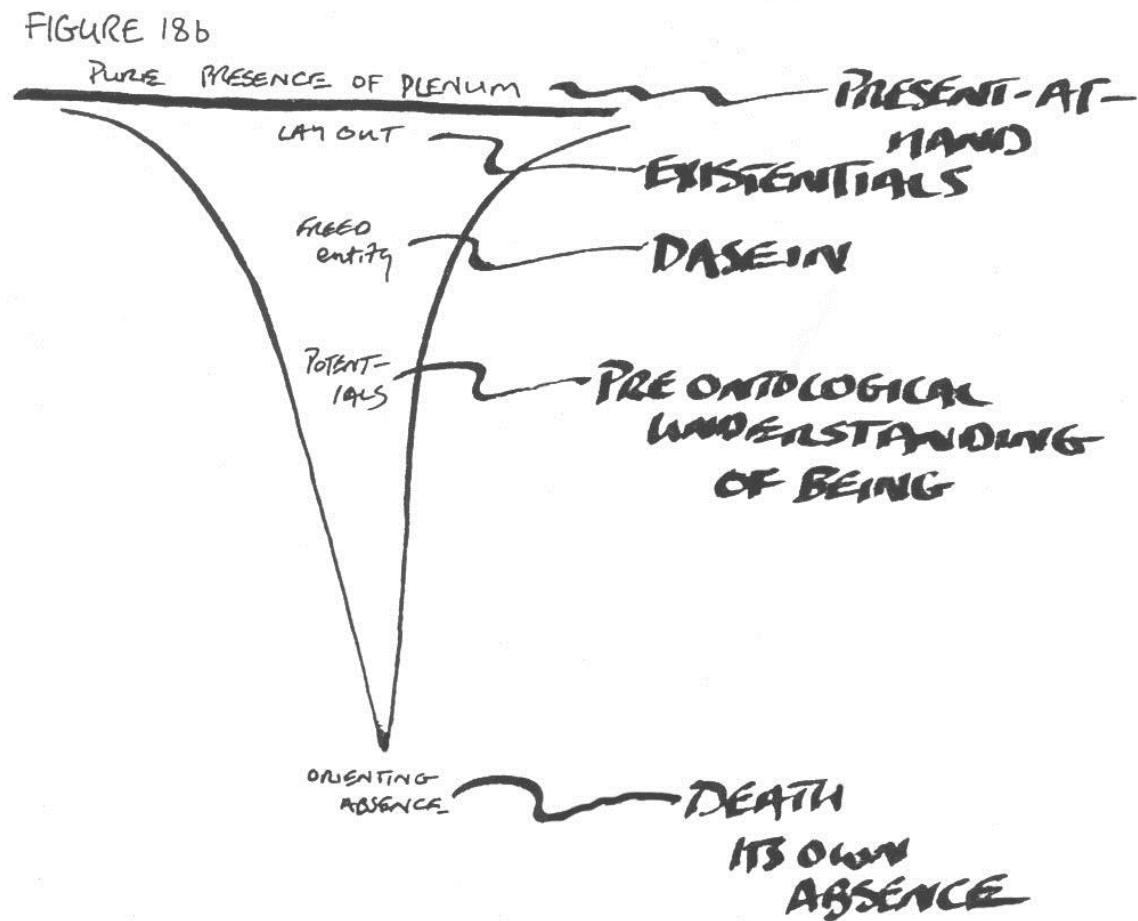 FIGURE 18b
PURE PRESENCE OF PLENUM
PRESENT-AT-
HAND
LAY OUT
EXISTENTIALS
FREED
entity
DASEIN
POTENT-
IALS
PRE ONTOLOGICAL
UNDERSTANDING
OF BEING
ORIENTING
ABSENCE
DEATH
ITS OWN
ABSENCE